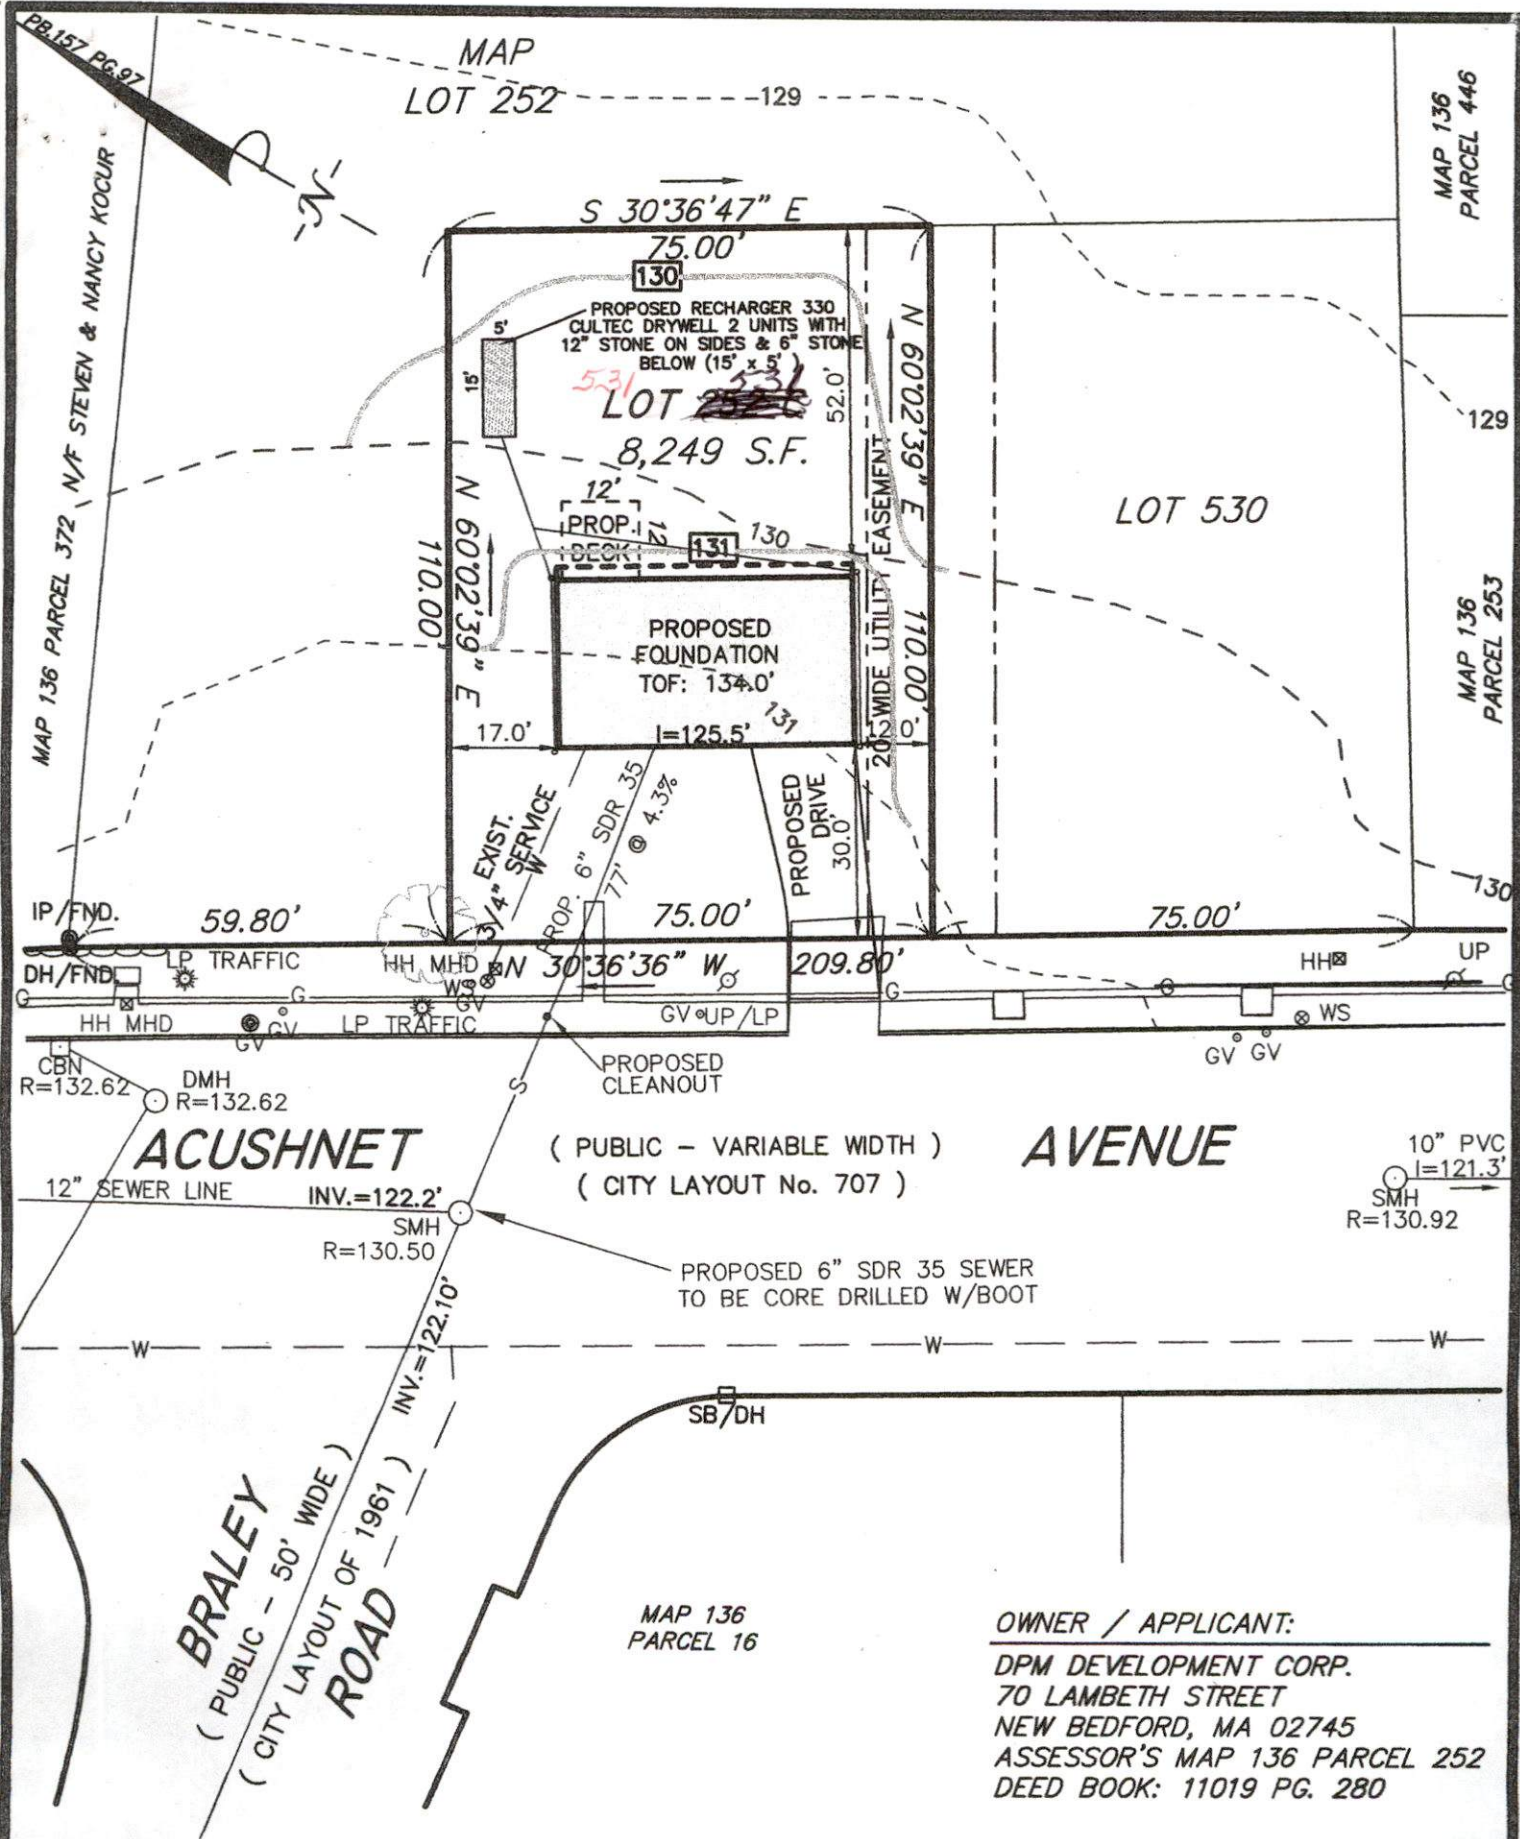 PB.157 PG.97
-N-
MAP
LOT 252
129
MAP 136
PARCEL 446
MAP 136 PARCEL 372 N/F STEVEN & NANCY KOCUR
S 30°36'47" E
75.00'
130
PROPOSED RECHARGER 330
CULTEC DRYWELL 2 UNITS WITH
12" STONE ON SIDES & 6" STONE
BELOW (15' x 5')
5'
15'
531
531
LOT
8,249 S.F.
52.0'
N 60°02'39" E
110.00'
N 60°02'39" E
110.00'
20' WIDE UTILITY EASEMENT
129
LOT 530
MAP 136
PARCEL 253
12'
PROP.
DECK
12'
131
130
PROPOSED
FOUNDATION
TOF: 134.0'
131
I=125.5'
17.0'
12.0'
EXIST.
3/4" SERVICE
W
PROP. 6" SDR 35
77' @ 4.3%
PROPOSED
DRIVE
30.0'
130
IP/FND.
59.80'
75.00'
75.00'
DH/FND.
LP TRAFFIC
HH MHD
N 30°36'36" W
209.80'
HH
UP
WS
GV
G
G
G
G
G
HH MHD
GV
GV
LP TRAFFIC
GV
UP/LP
WS
GV
GV
CBN
R=132.62
DMH
R=132.62
PROPOSED
CLEANOUT
S
ACUSHNET
( PUBLIC - VARIABLE WIDTH )
AVENUE
( CITY LAYOUT No. 707 )
10" PVC
I=121.3'
12" SEWER LINE
INV.=122.2'
SMH
R=130.50
SMH
R=130.92
PROPOSED 6" SDR 35 SEWER
TO BE CORE DRILLED W/BOOT
INV.=122.10'
W
W
W
SB/DH
BRALEY
( PUBLIC - 50' WIDE )
( CITY LAYOUT OF 1961 )
ROAD
MAP 136
PARCEL 16
OWNER / APPLICANT:
DPM DEVELOPMENT CORP.
70 LAMBETH STREET
NEW BEDFORD, MA 02745
ASSESSOR'S MAP 136 PARCEL 252
DEED BOOK: 11019 PG. 280